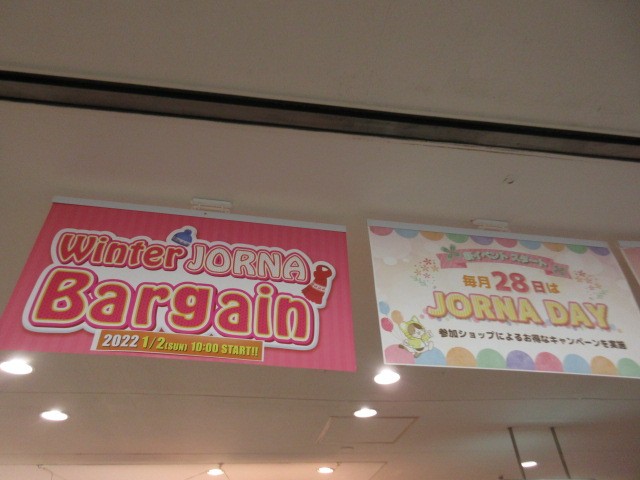 Winter JORNA
Bargain
2022 1/2(SUN) 10:00 START!!
新イベントスタート
毎月28日は
JORNA DAY
参加ショップによるお得なキャンペーンを実施